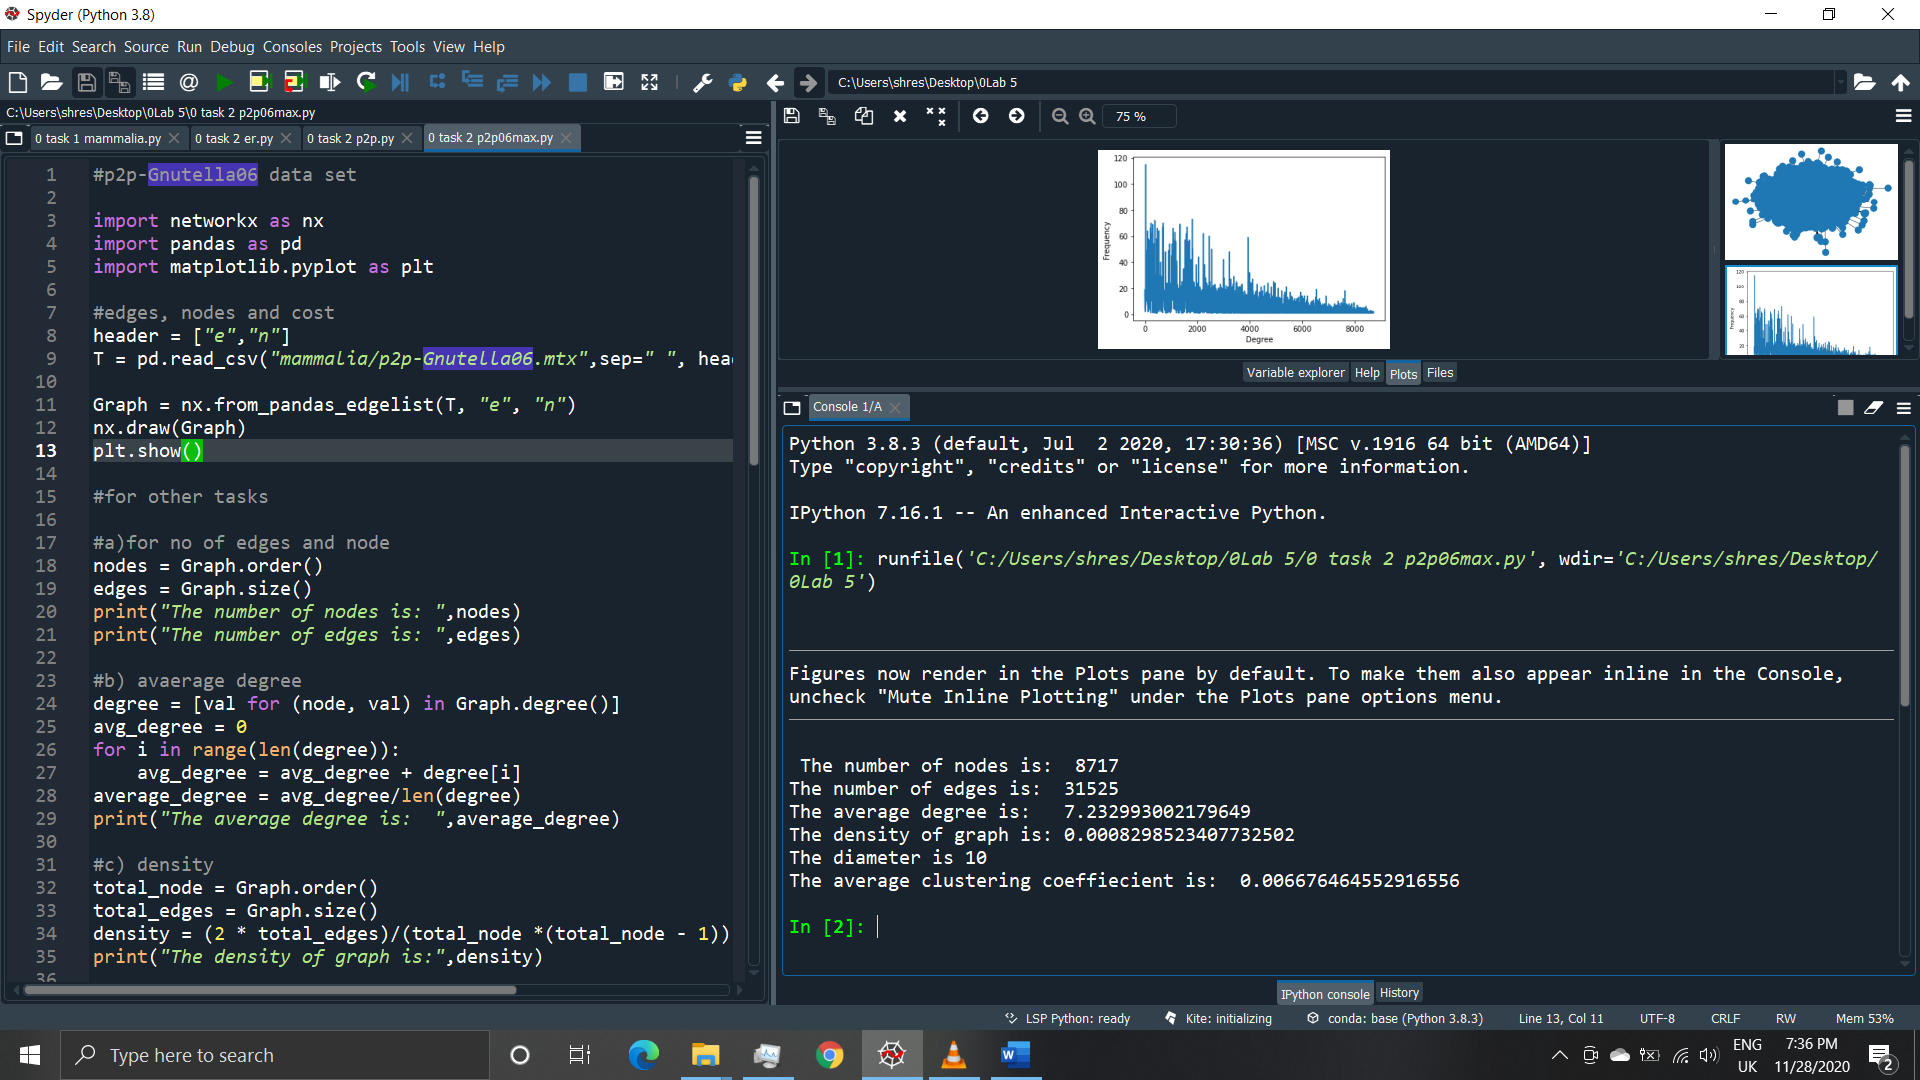 Spyder (Python 3.8)
File Edit Search Source Run Debug Consoles Projects Tools View Help
C:\Users\shres\Desktop\0Lab 5
C:\Users\shres\Desktop\0Lab 5\0 task 2 p2p06max.py
0 task 1 mammalia.py
0 task 2 er.py
0 task 2 p2p.py
0 task 2 p2p06max.py
1 #p2p-Gnutella06 data set
2
3 import networkx as nx
4 import pandas as pd
5 import matplotlib.pyplot as plt
6
7 #edges, nodes and cost
8 header = ["e","n"]
9 T = pd.read_csv("mammalia/p2p-Gnutella06.mtx",sep=" ", hea
10
11 Graph = nx.from_pandas_edgelist(T, "e", "n")
12 nx.draw(Graph)
13 plt.show()
14
15 #for other tasks
16
17 #a)for no of edges and node
18 nodes = Graph.order()
19 edges = Graph.size()
20 print("The number of nodes is: ",nodes)
21 print("The number of edges is: ",edges)
22
23 #b) avaerage degree
24 degree = [val for (node, val) in Graph.degree()]
25 avg_degree = 0
26 for i in range(len(degree)):
27     avg_degree = avg_degree + degree[i]
28 average_degree = avg_degree/len(degree)
29 print("The average degree is:  ",average_degree)
30
31 #c) density
32 total_node = Graph.order()
33 total_edges = Graph.size()
34 density = (2 * total_edges)/(total_node *(total_node - 1))
35 print("The density of graph is:",density)
36
75 %
120
100
80
60
40
20
0
Frequency
0 2000 4000 6000 8000
Degree
Variable explorer Help Plots Files
Console 1/A
Python 3.8.3 (default, Jul  2 2020, 17:30:36) [MSC v.1916 64 bit (AMD64)]
Type "copyright", "credits" or "license" for more information.
IPython 7.16.1 -- An enhanced Interactive Python.
In [1]: runfile('C:/Users/shres/Desktop/0Lab 5/0 task 2 p2p06max.py', wdir='C:/Users/shres/Desktop/
0Lab 5')
Figures now render in the Plots pane by default. To make them also appear inline in the Console,
uncheck "Mute Inline Plotting" under the Plots pane options menu.
The number of nodes is:  8717
The number of edges is:  31525
The average degree is:   7.232993002179649
The density of graph is: 0.0008298523407732502
The diameter is 10
The average clustering coeffiecient is:  0.006676464552916556
In [2]:
IPython console History
LSP Python: ready Kite: initializing conda: base (Python 3.8.3) Line 13, Col 11 UTF-8 CRLF RW Mem 53%
Type here to search
ENG
UK
7:36 PM
11/28/2020
2